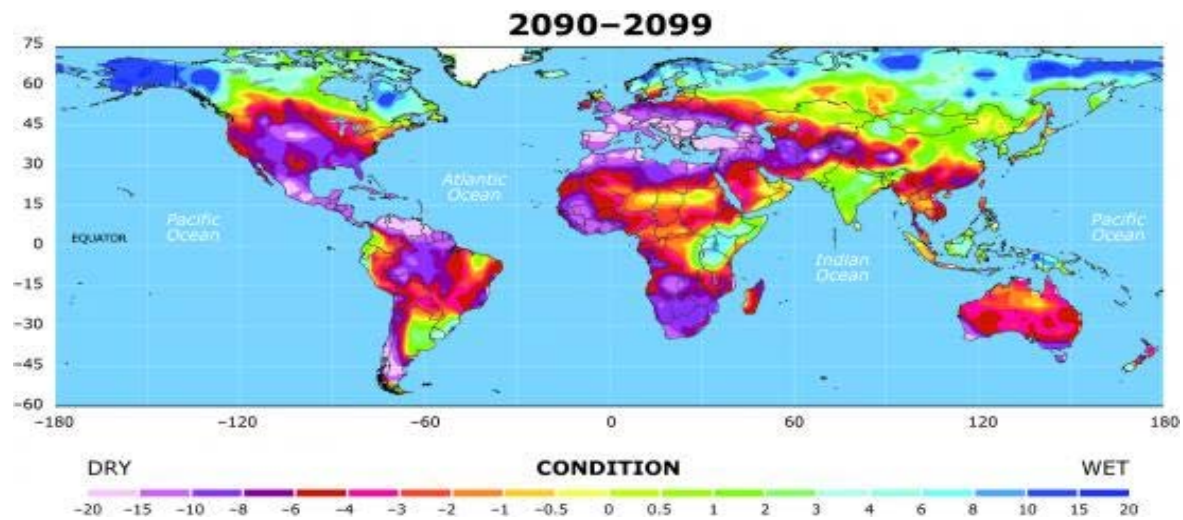 2090–2099
75
60
45
30
15
0
−15
−30
−45
−60
Atlantic
Ocean
Pacific
Ocean
EQUATOR
Indian
Ocean
Pacific
Ocean
−180
−120
−60
0
60
120
180
DRY
CONDITION
WET
−20 −15 −10 −8 −6 −4 −3 −2 −1 −0.5 0 0.5 1 2 3 4 6 8 10 15 20